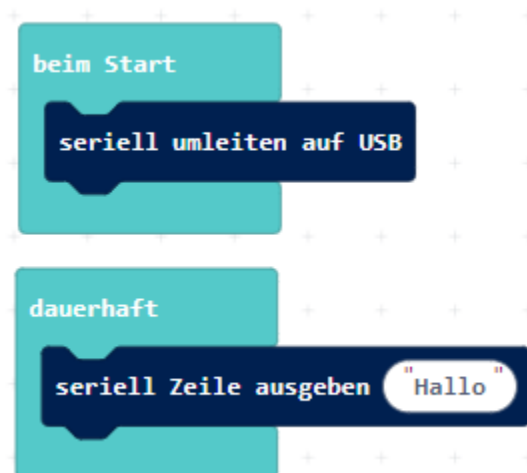 beim Start
seriell umleiten auf USB
dauerhaft
seriell Zeile ausgeben "Hallo"